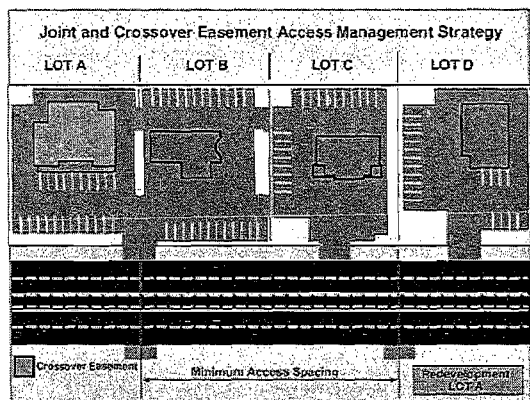 Joint and Crossover Easement Access Management Strategy
LOT A LOT B LOT C LOT D
Minimum Access Spacing
Crossover Easement
Redevelopment
LOT A